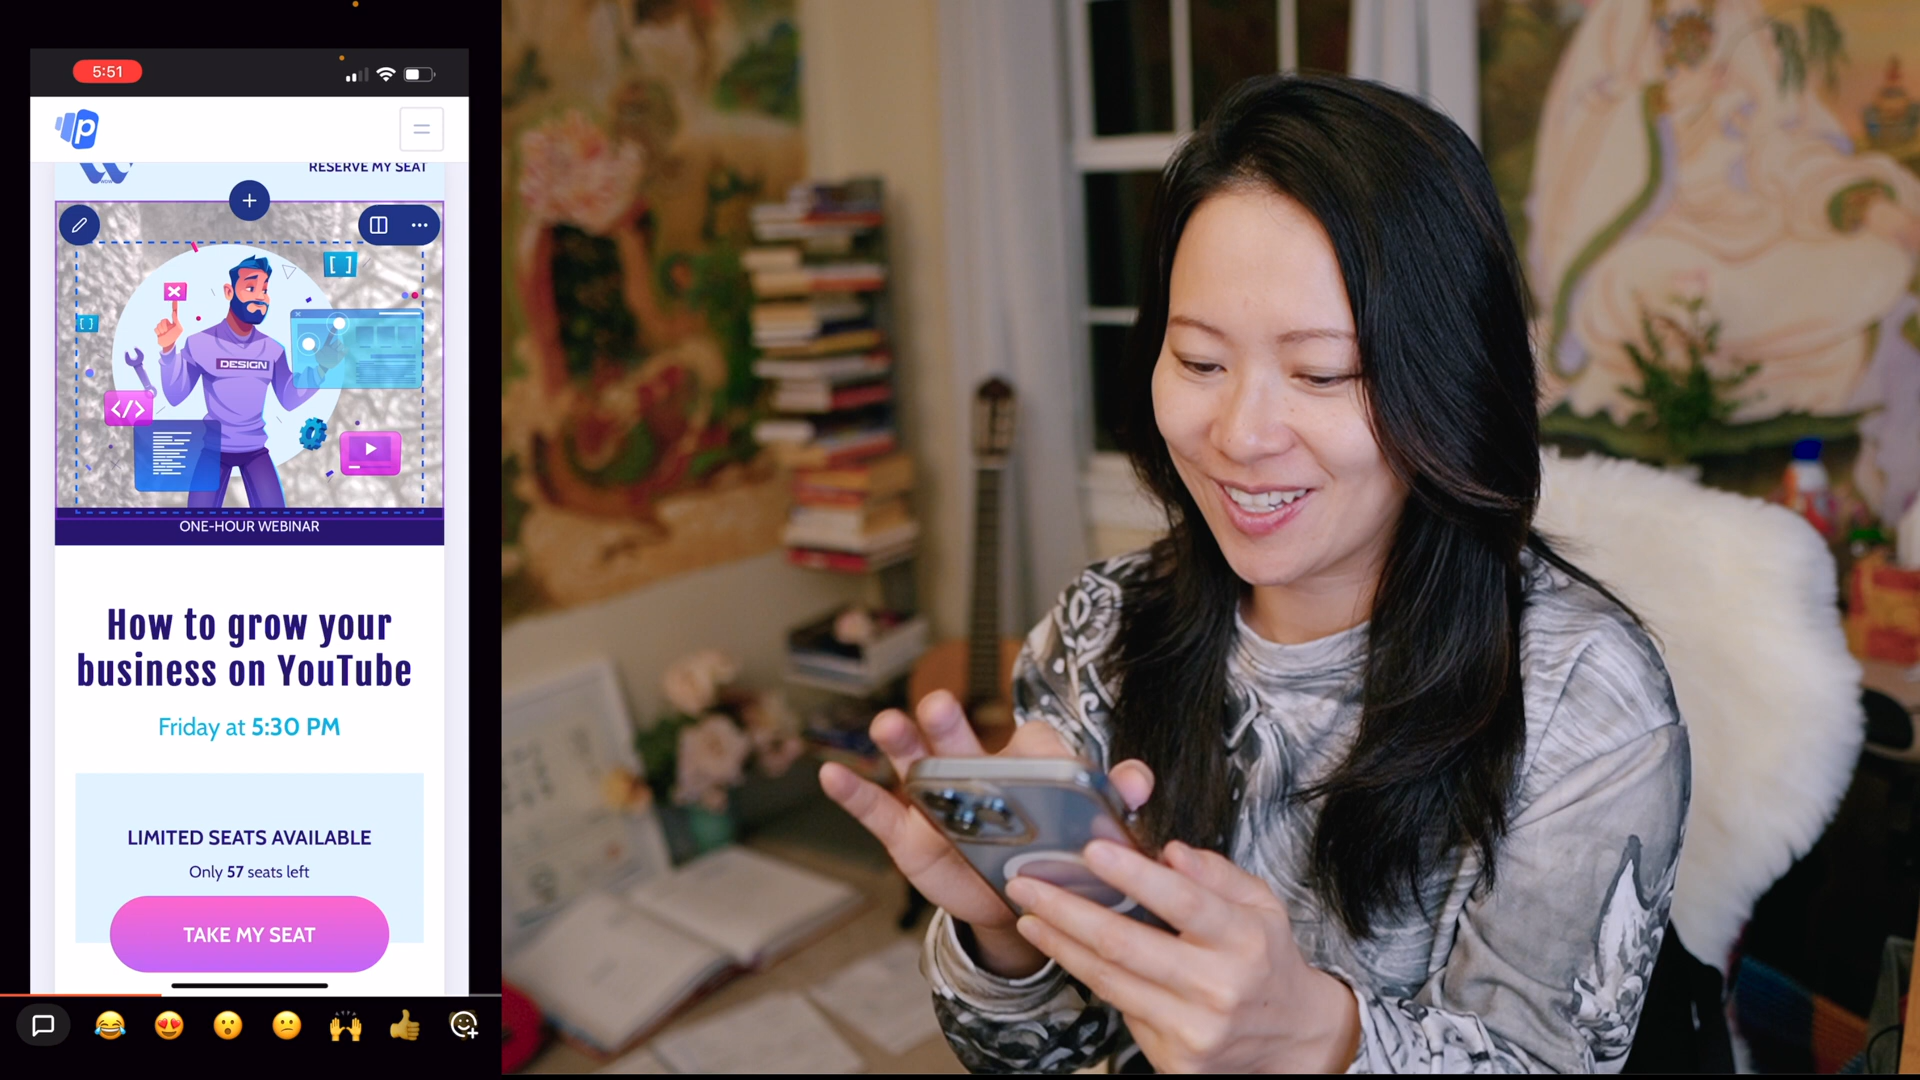 5:51
p
RESERVE MY SEAT
[ ]
[ ]
DESIGN
</>
ONE-HOUR WEBINAR
How to grow your
business on YouTube
Friday at 5:30 PM
LIMITED SEATS AVAILABLE
Only 57 seats left
TAKE MY SEAT